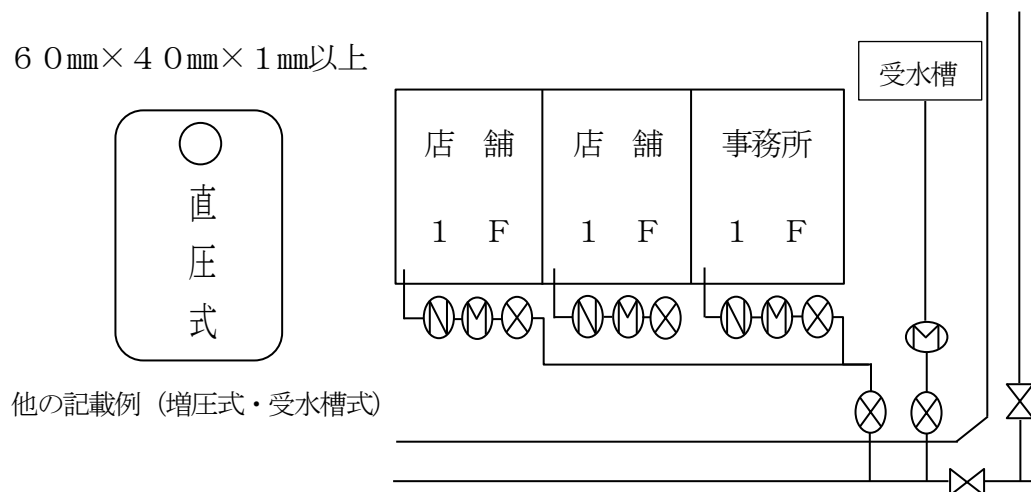 ６０㎜×４０㎜×１㎜以上
直圧式
他の記載例（増圧式・受水槽式）
店　舗
１　Ｆ
店　舗
１　Ｆ
事務所
１　Ｆ
受水槽
N M
N M
N M
M